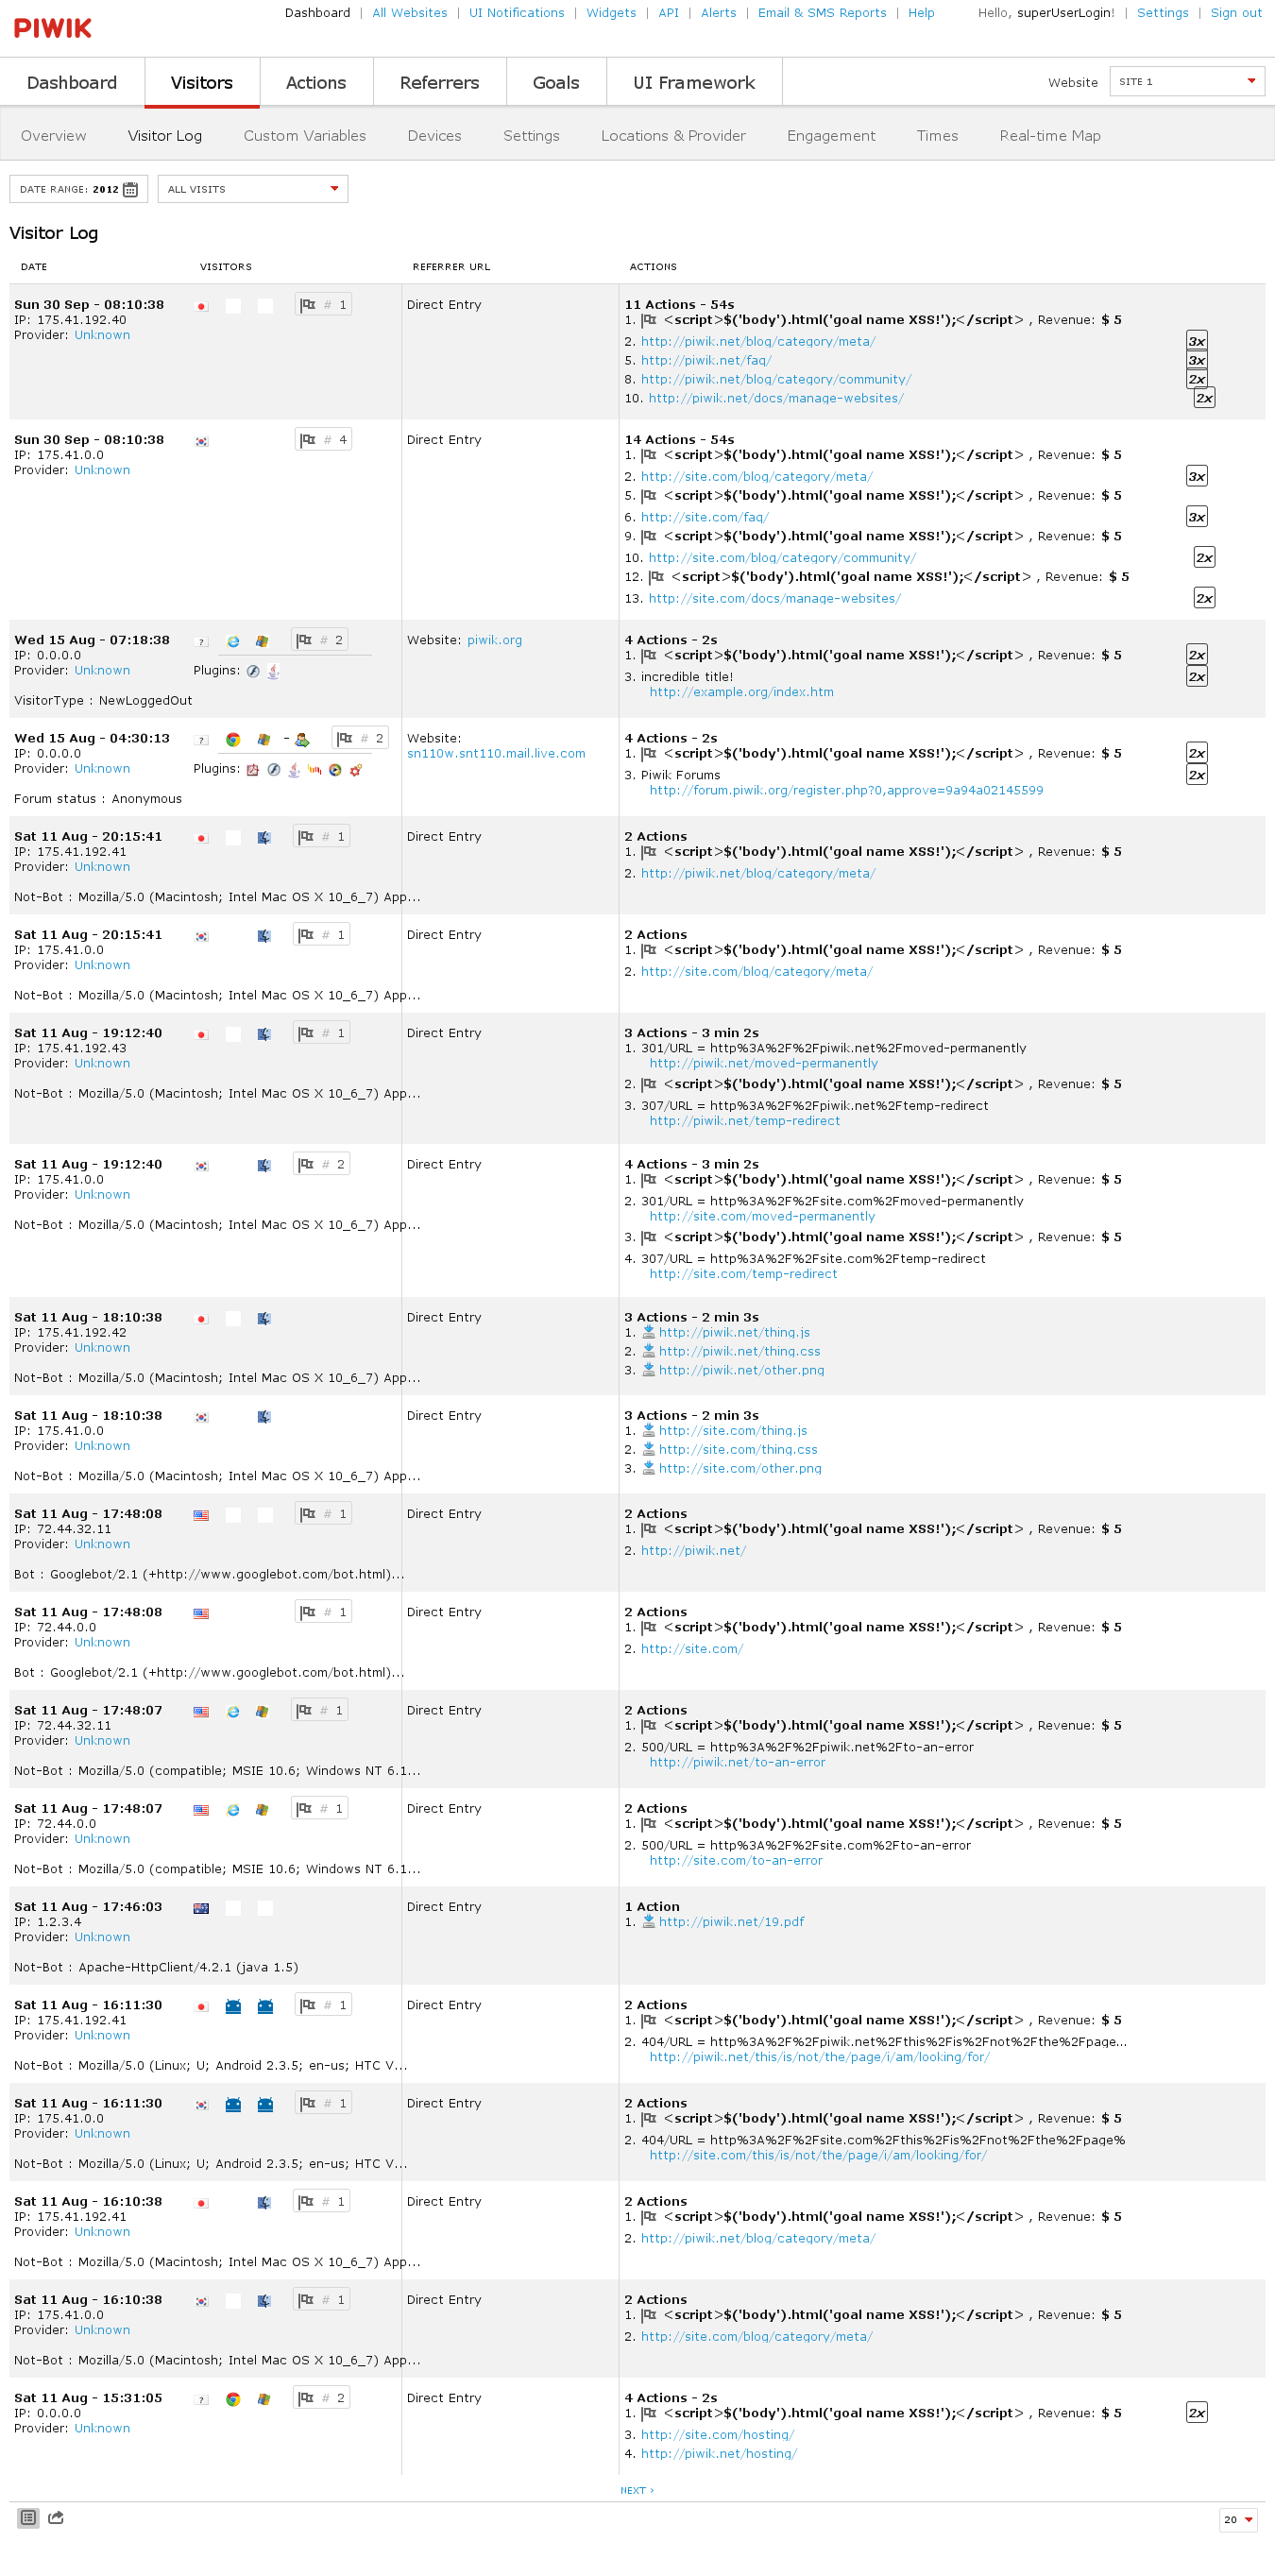 PIWIK
Dashboard | All Websites | UI Notifications | Widgets | API | Alerts | Email & SMS Reports | Help Hello, superUserLogin! | Settings | Sign out
Dashboard Visitors Actions Referrers Goals UI Framework Website SITE 1
Overview Visitor Log Custom Variables Devices Settings Locations & Provider Engagement Times Real-time Map
DATE RANGE: 2012 ALL VISITS
Visitor Log
DATE VISITORS REFERRER URL ACTIONS
Sun 30 Sep - 08:10:38 # 1 Direct Entry 11 Actions - 54s
IP: 175.41.192.40 1. <script>$('body').html('goal name XSS!');</script> , Revenue: $ 5
Provider: Unknown 2. http://piwik.net/blog/category/meta/ 3x
5. http://piwik.net/faq/ 3x
8. http://piwik.net/blog/category/community/ 2x
10. http://piwik.net/docs/manage-websites/ 2x
Sun 30 Sep - 08:10:38 # 4 Direct Entry 14 Actions - 54s
IP: 175.41.0.0 1. <script>$('body').html('goal name XSS!');</script> , Revenue: $ 5
Provider: Unknown 2. http://site.com/blog/category/meta/ 3x
5. <script>$('body').html('goal name XSS!');</script> , Revenue: $ 5
6. http://site.com/faq/ 3x
9. <script>$('body').html('goal name XSS!');</script> , Revenue: $ 5
10. http://site.com/blog/category/community/ 2x
12. <script>$('body').html('goal name XSS!');</script> , Revenue: $ 5
13. http://site.com/docs/manage-websites/ 2x
Wed 15 Aug - 07:18:38 # 2 Website: piwik.org 4 Actions - 2s
IP: 0.0.0.0 1. <script>$('body').html('goal name XSS!');</script> , Revenue: $ 5 2x
Provider: Unknown Plugins: 3. incredible title! 2x
http://example.org/index.htm
VisitorType : NewLoggedOut
Wed 15 Aug - 04:30:13 - # 2 Website: 4 Actions - 2s
IP: 0.0.0.0 sn110w.snt110.mail.live.com 1. <script>$('body').html('goal name XSS!');</script> , Revenue: $ 5 2x
Provider: Unknown Plugins: 3. Piwik Forums 2x
http://forum.piwik.org/register.php?0,approve=9a94a02145599
Forum status : Anonymous
Sat 11 Aug - 20:15:41 # 1 Direct Entry 2 Actions
IP: 175.41.192.41 1. <script>$('body').html('goal name XSS!');</script> , Revenue: $ 5
Provider: Unknown 2. http://piwik.net/blog/category/meta/
Not-Bot : Mozilla/5.0 (Macintosh; Intel Mac OS X 10_6_7) App...
Sat 11 Aug - 20:15:41 # 1 Direct Entry 2 Actions
IP: 175.41.0.0 1. <script>$('body').html('goal name XSS!');</script> , Revenue: $ 5
Provider: Unknown 2. http://site.com/blog/category/meta/
Not-Bot : Mozilla/5.0 (Macintosh; Intel Mac OS X 10_6_7) App...
Sat 11 Aug - 19:12:40 # 1 Direct Entry 3 Actions - 3 min 2s
IP: 175.41.192.43 1. 301/URL = http%3A%2F%2Fpiwik.net%2Fmoved-permanently
Provider: Unknown http://piwik.net/moved-permanently
2. <script>$('body').html('goal name XSS!');</script> , Revenue: $ 5
Not-Bot : Mozilla/5.0 (Macintosh; Intel Mac OS X 10_6_7) App...
3. 307/URL = http%3A%2F%2Fpiwik.net%2Ftemp-redirect
http://piwik.net/temp-redirect
Sat 11 Aug - 19:12:40 # 2 Direct Entry 4 Actions - 3 min 2s
IP: 175.41.0.0 1. <script>$('body').html('goal name XSS!');</script> , Revenue: $ 5
Provider: Unknown 2. 301/URL = http%3A%2F%2Fsite.com%2Fmoved-permanently
http://site.com/moved-permanently
Not-Bot : Mozilla/5.0 (Macintosh; Intel Mac OS X 10_6_7) App...
3. <script>$('body').html('goal name XSS!');</script> , Revenue: $ 5
4. 307/URL = http%3A%2F%2Fsite.com%2Ftemp-redirect
http://site.com/temp-redirect
Sat 11 Aug - 18:10:38 Direct Entry 3 Actions - 2 min 3s
IP: 175.41.192.42 1. http://piwik.net/thing.js
Provider: Unknown 2. http://piwik.net/thing.css
3. http://piwik.net/other.png
Not-Bot : Mozilla/5.0 (Macintosh; Intel Mac OS X 10_6_7) App...
Sat 11 Aug - 18:10:38 Direct Entry 3 Actions - 2 min 3s
IP: 175.41.0.0 1. http://site.com/thing.js
Provider: Unknown 2. http://site.com/thing.css
3. http://site.com/other.png
Not-Bot : Mozilla/5.0 (Macintosh; Intel Mac OS X 10_6_7) App...
Sat 11 Aug - 17:48:08 # 1 Direct Entry 2 Actions
IP: 72.44.32.11 1. <script>$('body').html('goal name XSS!');</script> , Revenue: $ 5
Provider: Unknown 2. http://piwik.net/
Bot : Googlebot/2.1 (+http://www.googlebot.com/bot.html)...
Sat 11 Aug - 17:48:08 # 1 Direct Entry 2 Actions
IP: 72.44.0.0 1. <script>$('body').html('goal name XSS!');</script> , Revenue: $ 5
Provider: Unknown 2. http://site.com/
Bot : Googlebot/2.1 (+http://www.googlebot.com/bot.html)...
Sat 11 Aug - 17:48:07 # 1 Direct Entry 2 Actions
IP: 72.44.32.11 1. <script>$('body').html('goal name XSS!');</script> , Revenue: $ 5
Provider: Unknown 2. 500/URL = http%3A%2F%2Fpiwik.net%2Fto-an-error
http://piwik.net/to-an-error
Not-Bot : Mozilla/5.0 (compatible; MSIE 10.6; Windows NT 6.1...
Sat 11 Aug - 17:48:07 # 1 Direct Entry 2 Actions
IP: 72.44.0.0 1. <script>$('body').html('goal name XSS!');</script> , Revenue: $ 5
Provider: Unknown 2. 500/URL = http%3A%2F%2Fsite.com%2Fto-an-error
http://site.com/to-an-error
Not-Bot : Mozilla/5.0 (compatible; MSIE 10.6; Windows NT 6.1...
Sat 11 Aug - 17:46:03 Direct Entry 1 Action
IP: 1.2.3.4 1. http://piwik.net/19.pdf
Provider: Unknown
Not-Bot : Apache-HttpClient/4.2.1 (java 1.5)
Sat 11 Aug - 16:11:30 # 1 Direct Entry 2 Actions
IP: 175.41.192.41 1. <script>$('body').html('goal name XSS!');</script> , Revenue: $ 5
Provider: Unknown 2. 404/URL = http%3A%2F%2Fpiwik.net%2Fthis%2Fis%2Fnot%2Fthe%2Fpage...
http://piwik.net/this/is/not/the/page/i/am/looking/for/
Not-Bot : Mozilla/5.0 (Linux; U; Android 2.3.5; en-us; HTC V...
Sat 11 Aug - 16:11:30 # 1 Direct Entry 2 Actions
IP: 175.41.0.0 1. <script>$('body').html('goal name XSS!');</script> , Revenue: $ 5
Provider: Unknown 2. 404/URL = http%3A%2F%2Fsite.com%2Fthis%2Fis%2Fnot%2Fthe%2Fpage%
http://site.com/this/is/not/the/page/i/am/looking/for/
Not-Bot : Mozilla/5.0 (Linux; U; Android 2.3.5; en-us; HTC V...
Sat 11 Aug - 16:10:38 # 1 Direct Entry 2 Actions
IP: 175.41.192.41 1. <script>$('body').html('goal name XSS!');</script> , Revenue: $ 5
Provider: Unknown 2. http://piwik.net/blog/category/meta/
Not-Bot : Mozilla/5.0 (Macintosh; Intel Mac OS X 10_6_7) App...
Sat 11 Aug - 16:10:38 # 1 Direct Entry 2 Actions
IP: 175.41.0.0 1. <script>$('body').html('goal name XSS!');</script> , Revenue: $ 5
Provider: Unknown 2. http://site.com/blog/category/meta/
Not-Bot : Mozilla/5.0 (Macintosh; Intel Mac OS X 10_6_7) App...
Sat 11 Aug - 15:31:05 # 2 Direct Entry 4 Actions - 2s
IP: 0.0.0.0 1. <script>$('body').html('goal name XSS!');</script> , Revenue: $ 5 2x
Provider: Unknown 3. http://site.com/hosting/
4. http://piwik.net/hosting/
NEXT ›
20